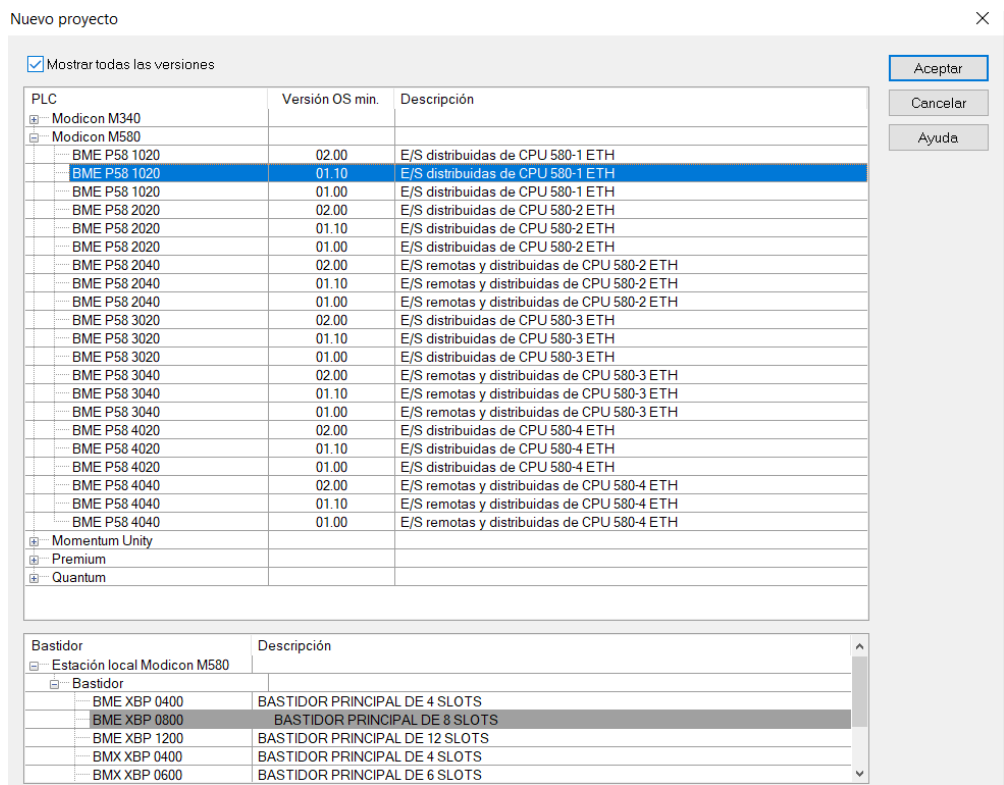 Nuevo proyecto
Mostrar todas las versiones
Aceptar
Cancelar
Ayuda
PLC Versión OS min. Descripción
Modicon M340
Modicon M580
BME P58 1020 02.00 E/S distribuidas de CPU 580-1 ETH
BME P58 1020 01.10 E/S distribuidas de CPU 580-1 ETH
BME P58 1020 01.00 E/S distribuidas de CPU 580-1 ETH
BME P58 2020 02.00 E/S distribuidas de CPU 580-2 ETH
BME P58 2020 01.10 E/S distribuidas de CPU 580-2 ETH
BME P58 2020 01.00 E/S distribuidas de CPU 580-2 ETH
BME P58 2040 02.00 E/S remotas y distribuidas de CPU 580-2 ETH
BME P58 2040 01.10 E/S remotas y distribuidas de CPU 580-2 ETH
BME P58 2040 01.00 E/S remotas y distribuidas de CPU 580-2 ETH
BME P58 3020 02.00 E/S distribuidas de CPU 580-3 ETH
BME P58 3020 01.10 E/S distribuidas de CPU 580-3 ETH
BME P58 3020 01.00 E/S distribuidas de CPU 580-3 ETH
BME P58 3040 02.00 E/S remotas y distribuidas de CPU 580-3 ETH
BME P58 3040 01.10 E/S remotas y distribuidas de CPU 580-3 ETH
BME P58 3040 01.00 E/S remotas y distribuidas de CPU 580-3 ETH
BME P58 4020 02.00 E/S distribuidas de CPU 580-4 ETH
BME P58 4020 01.10 E/S distribuidas de CPU 580-4 ETH
BME P58 4020 01.00 E/S distribuidas de CPU 580-4 ETH
BME P58 4040 02.00 E/S remotas y distribuidas de CPU 580-4 ETH
BME P58 4040 01.10 E/S remotas y distribuidas de CPU 580-4 ETH
BME P58 4040 01.00 E/S remotas y distribuidas de CPU 580-4 ETH
Momentum Unity
Premium
Quantum
Bastidor Descripción
Estación local Modicon M580
Bastidor
BME XBP 0400 BASTIDOR PRINCIPAL DE 4 SLOTS
BME XBP 0800 BASTIDOR PRINCIPAL DE 8 SLOTS
BME XBP 1200 BASTIDOR PRINCIPAL DE 12 SLOTS
BMX XBP 0400 BASTIDOR PRINCIPAL DE 4 SLOTS
BMX XBP 0600 BASTIDOR PRINCIPAL DE 6 SLOTS